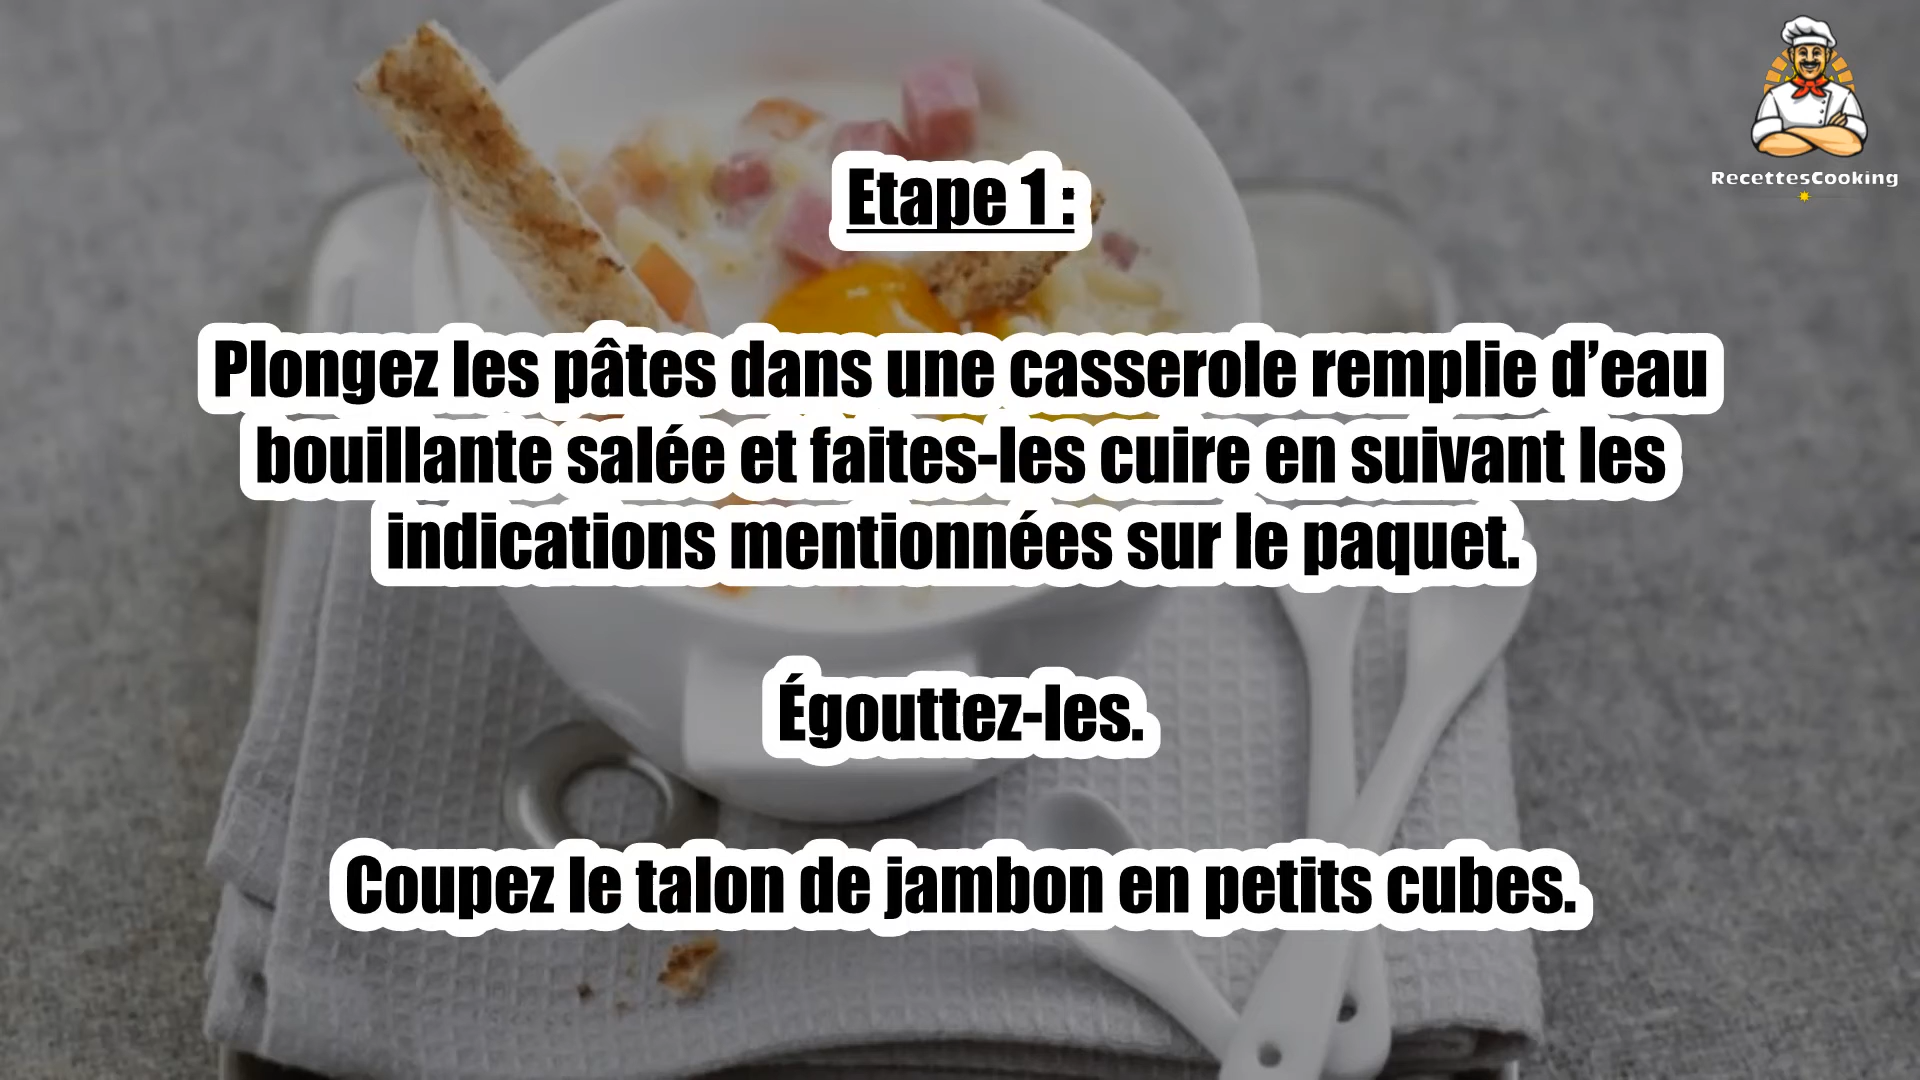 RecettesCooking
Etape 1 :
Plongez les pâtes dans une casserole remplie d’eau
bouillante salée et faites-les cuire en suivant les
indications mentionnées sur le paquet.
Égouttez-les.
Coupez le talon de jambon en petits cubes.